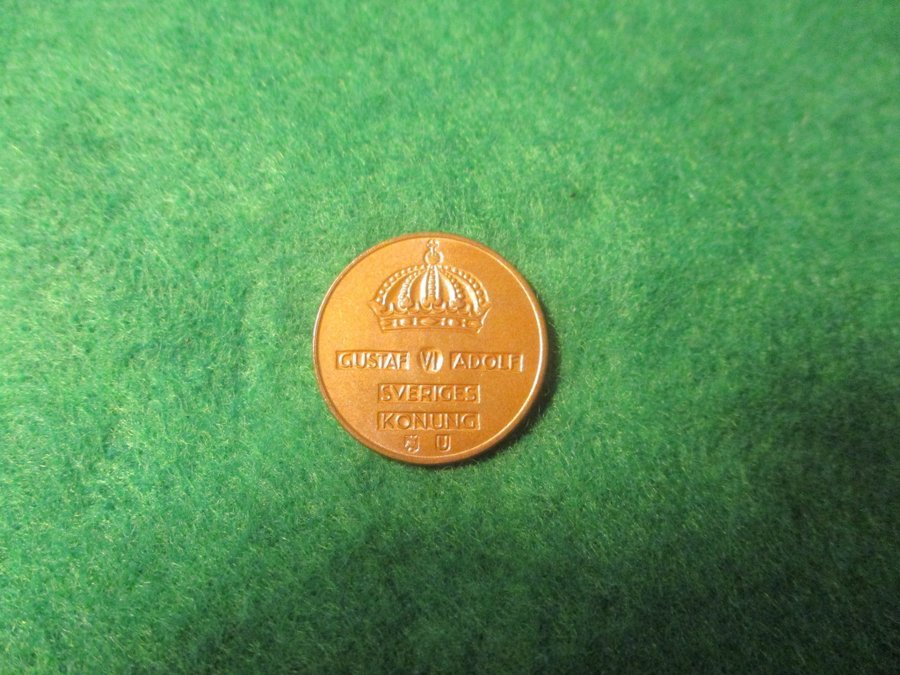 GUSTAF VI ADOLF
SVERIGES
KONUNG
U